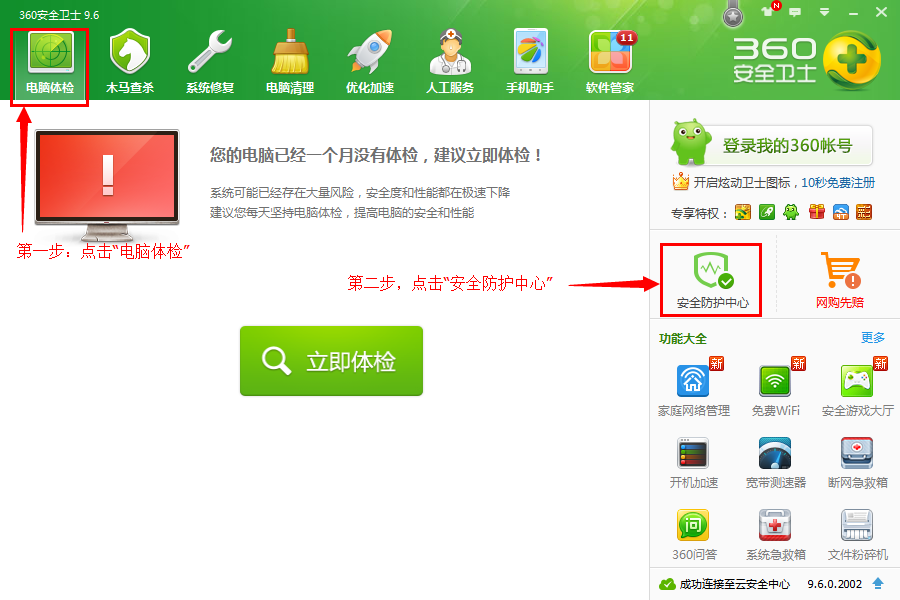 360安全卫士 9.6
N
电脑体检
木马查杀
系统修复
电脑清理
优化加速
人工服务
手机助手
11
软件管家
360
安全卫士
您的电脑已经一个月没有体检，建议立即体检！
系统可能已经存在大量风险，安全度和性能都在极速下降
建议您每天坚持电脑体检，提高电脑的安全和性能
第一步：点击“电脑体检”
第二步，点击“安全防护中心”
立即体检
登录我的360帐号
开启炫动卫士图标，10秒免费注册
专享特权：
安全防护中心
网购先赔
功能大全
更多
新
新
新
家庭网络管理
免费WiFi
安全游戏大厅
开机加速
宽带测速器
断网急救箱
问
360问答
系统急救箱
文件粉碎机
成功连接至云安全中心
9.6.0.2002